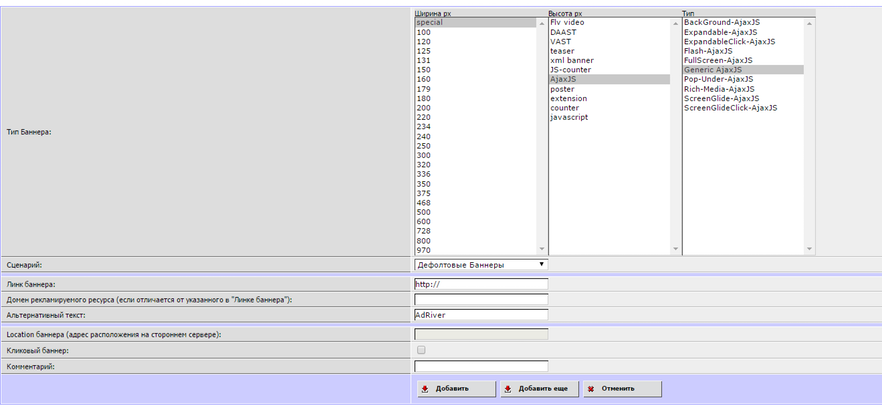 Ширина px Высота px Тип
special Flv video BackGround-AjaxJS
100 DAAST Expandable-AjaxJS
120 VAST ExpandableClick-AjaxJS
125 teaser Flash-AjaxJS
131 xml banner FullScreen-AjaxJS
150 JS-counter Generic AjaxJS
160 AjaxJS Pop-Under-AjaxJS
179 poster Rich-Media-AjaxJS
180 extension ScreenGlide-AjaxJS
200 counter ScreenGlideClick-AjaxJS
220 javascript
234
Тип Баннера:
240
250
300
320
336
350
375
468
500
600
728
800
970
Сценарий: Дефолтовые Баннеры
Линк баннера: http://
Домен рекламируемого ресурса (если отличается от указанного в "Линке баннера"):
Альтернативный текст: AdRiver
Location баннера (адрес расположения на стороннем сервере):
Кликовый баннер:
Комментарий:
Добавить Добавить еще Отменить